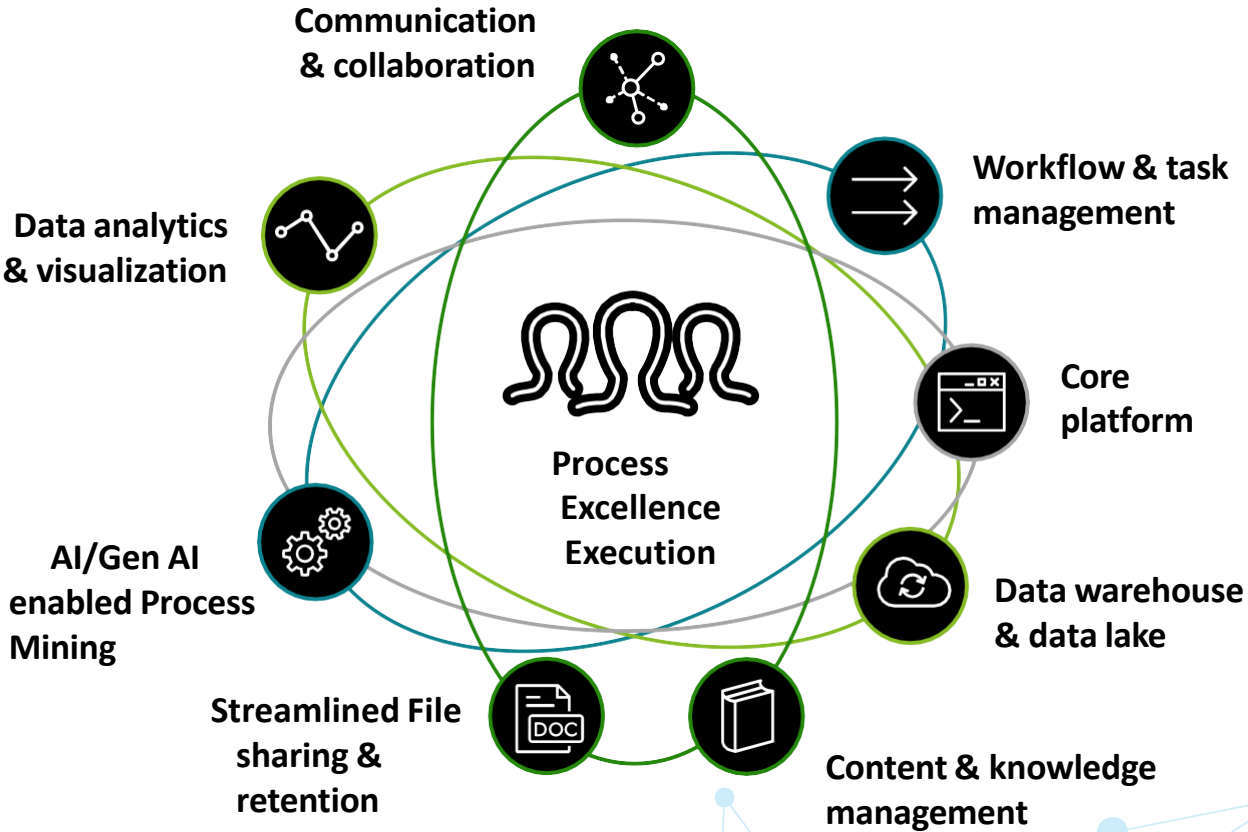 Communication
& collaboration
Workflow & task
management
Data analytics
& visualization
Core
platform
Process
Excellence
Execution
AI/Gen AI
enabled Process
Mining
Data warehouse
& data lake
Streamlined File
sharing &
retention
DOC
Content & knowledge
management